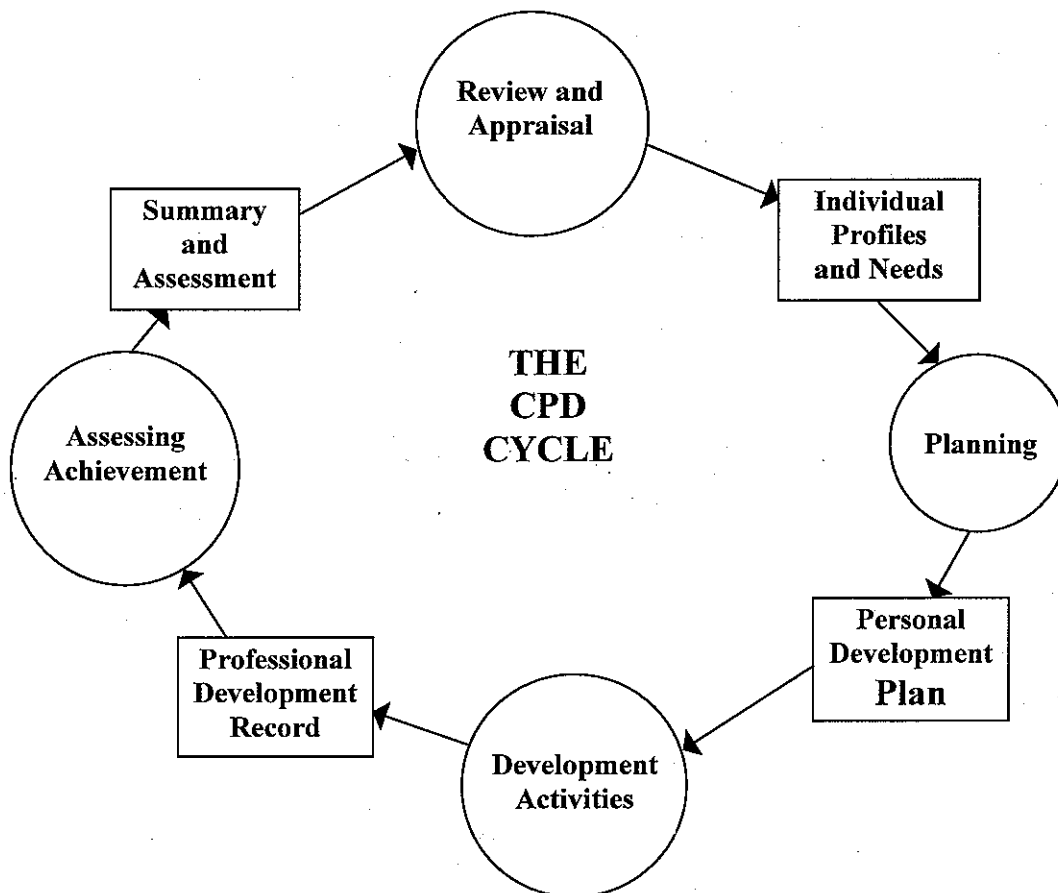 Review and
Appraisal
Individual
Profiles
and Needs
Planning
Personal
Development
Plan
Development
Activities
Professional
Development
Record
Assessing
Achievement
Summary
and
Assessment
THE
CPD
CYCLE